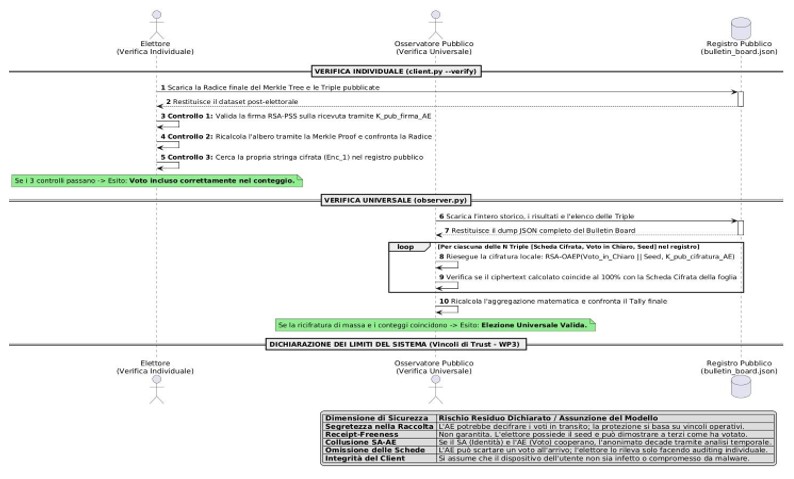 Elettore
(Verifica Individuale)
Osservatore Pubblico
(Verifica Universale)
Registro Pubblico
(bulletin_board.json)
VERIFICA INDIVIDUALE (client.py --verify)
1 Scarica la Radice finale del Merkle Tree e le Triple pubblicate
2 Restituisce il dataset post-elettorale
3 Controllo 1: Valida la firma RSA-PSS sulla ricevuta tramite K_pub_firma_AE
4 Controllo 2: Ricalcola l'albero tramite la Merkle Proof e confronta la Radice
5 Controllo 3: Cerca la propria stringa cifrata (Enc_1) nel registro pubblico
Se i 3 controlli passano -> Esito: Voto incluso correttamente nel conteggio.
VERIFICA UNIVERSALE (observer.py)
6 Scarica l'intero storico, i risultati e l'elenco delle Triple
7 Restituisce il dump JSON completo del Bulletin Board
loop [Per ciascuna delle N Triple [Scheda Cifrata, Voto in Chiaro, Seed] nel registro]
8 Riesegue la cifratura locale: RSA-OAEP(Voto_in_Chiaro || Seed, K_pub_cifratura_AE)
9 Verifica se il ciphertext calcolato coincide al 100% con la Scheda Cifrata della foglia
10 Ricalcola l'aggregazione matematica e confronta il Tally finale
Se la ricifratura di massa e i conteggi coincidono -> Esito: Elezione Universale Valida.
DICHIARAZIONE DEI LIMITI DEL SISTEMA (Vincoli di Trust - WP3)
Elettore
(Verifica Individuale)
Osservatore Pubblico
(Verifica Universale)
Registro Pubblico
(bulletin_board.json)
Dimensione di Sicurezza Rischio Residuo Dichiarato / Assunzione del Modello
Segretezza nella Raccolta L'AE potrebbe decifrare i voti in transito; la protezione si basa su vincoli operativi.
Receipt-Freeness Non garantita. L'elettore possiede il seed e può dimostrare a terzi come ha votato.
Collusione SA-AE Se il SA (Identità) e l'AE (Voto) cooperano, l'anonimato decade tramite analisi temporale.
Omissione delle Schede L'AE può scartare un voto all'arrivo; l'elettore lo rileva solo facendo auditing individuale.
Integrità del Client Si assume che il dispositivo dell'utente non sia infetto o compromesso da malware.